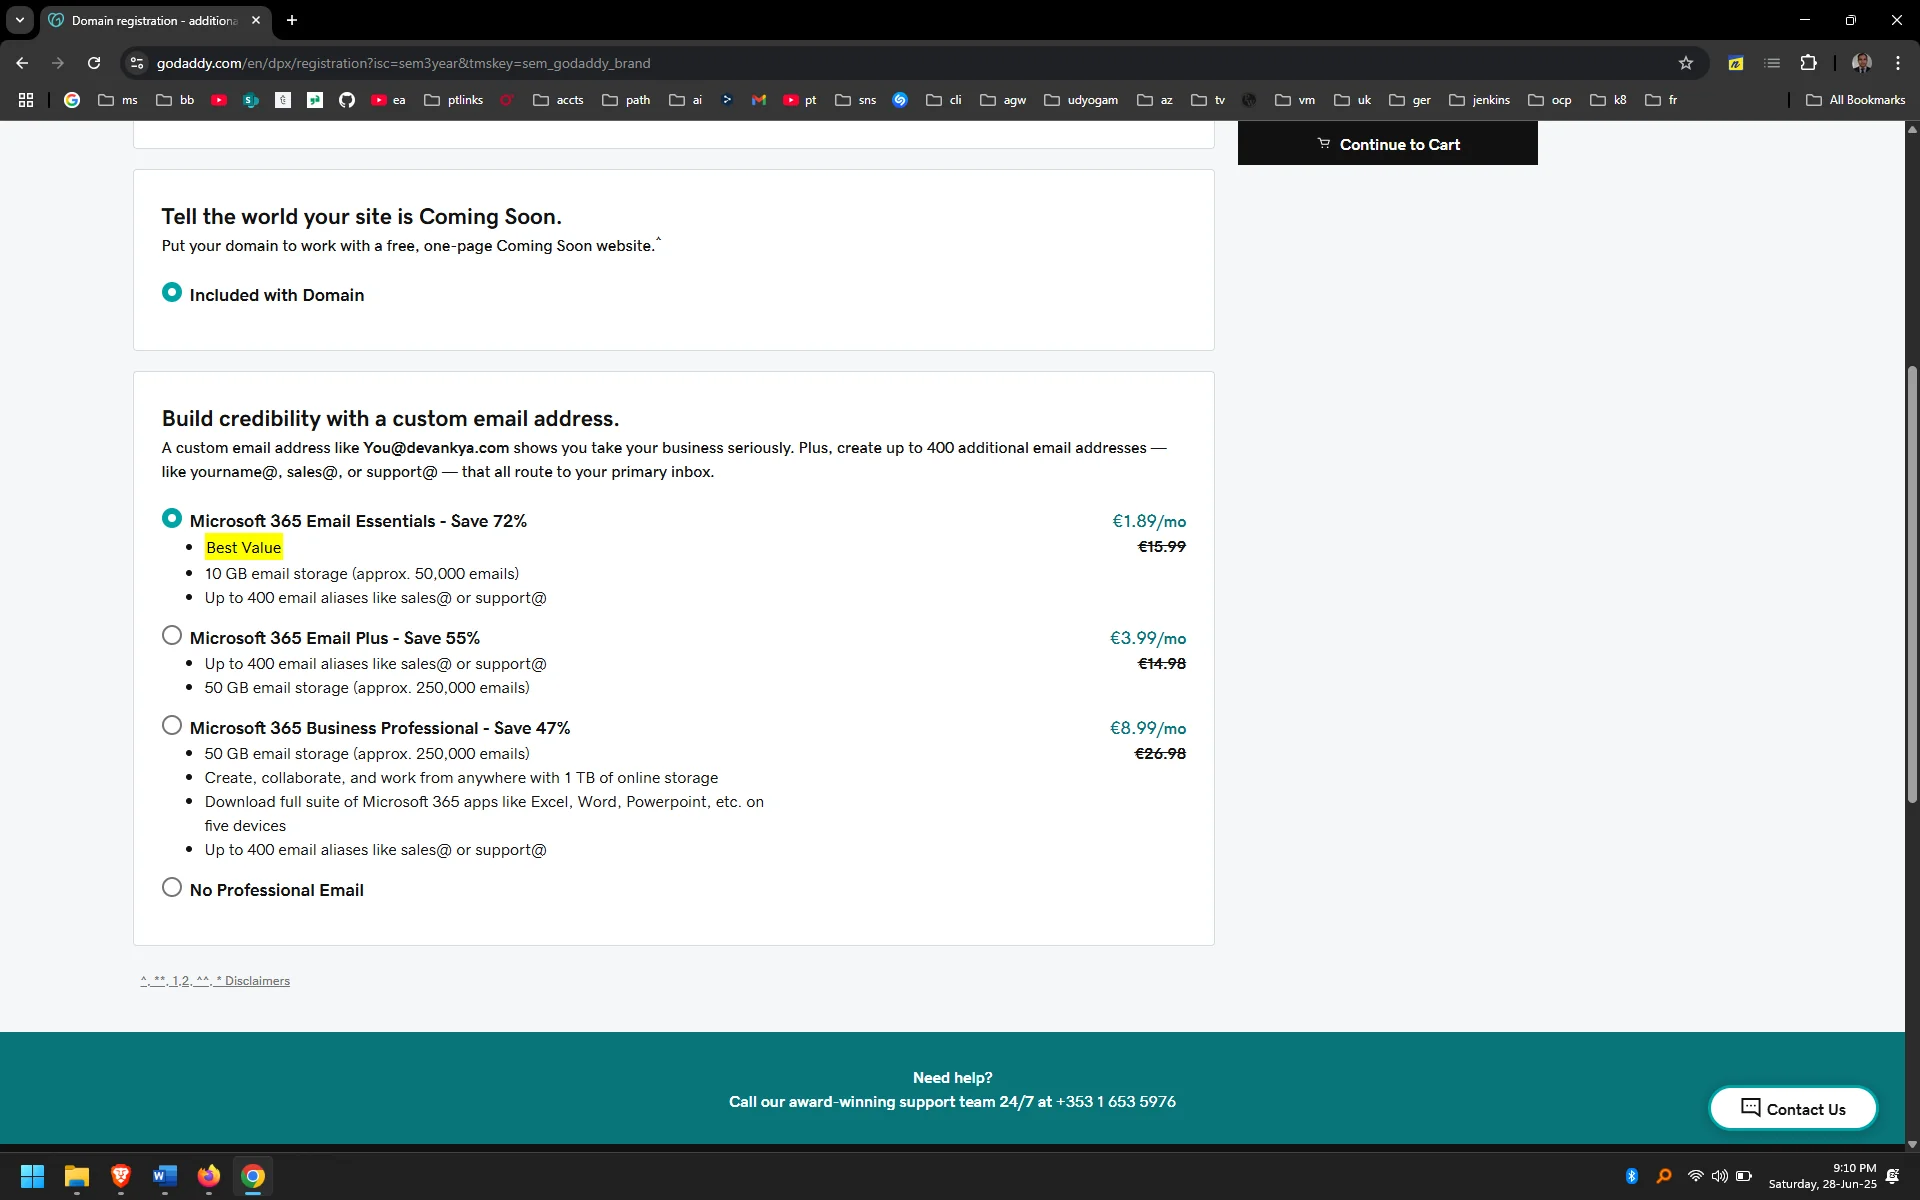 Domain registration - additiona
godaddy.com/en/dpx/registration?isc=sem3year&tmskey=sem_godaddy_brand
ms bb ea ptlinks accts path ai pt sns cli agw udyogam az tv vm uk ger jenkins ocp k8 fr All Bookmarks
Continue to Cart
Tell the world your site is Coming Soon.
Put your domain to work with a free, one-page Coming Soon website.^
Included with Domain
Build credibility with a custom email address.
A custom email address like You@devankya.com shows you take your business seriously. Plus, create up to 400 additional email addresses —
like yourname@, sales@, or support@ — that all route to your primary inbox.
Microsoft 365 Email Essentials - Save 72% €1.89/mo
Best Value €15.99
10 GB email storage (approx. 50,000 emails)
Up to 400 email aliases like sales@ or support@
Microsoft 365 Email Plus - Save 55% €3.99/mo
Up to 400 email aliases like sales@ or support@ €14.98
50 GB email storage (approx. 250,000 emails)
Microsoft 365 Business Professional - Save 47% €8.99/mo
50 GB email storage (approx. 250,000 emails) €26.98
Create, collaborate, and work from anywhere with 1 TB of online storage
Download full suite of Microsoft 365 apps like Excel, Word, Powerpoint, etc. on
five devices
Up to 400 email aliases like sales@ or support@
No Professional Email
^, **, 1,2, ^^, * Disclaimers
Need help?
Call our award-winning support team 24/7 at +353 1 653 5976
Contact Us
9:10 PM
Saturday, 28-Jun-25